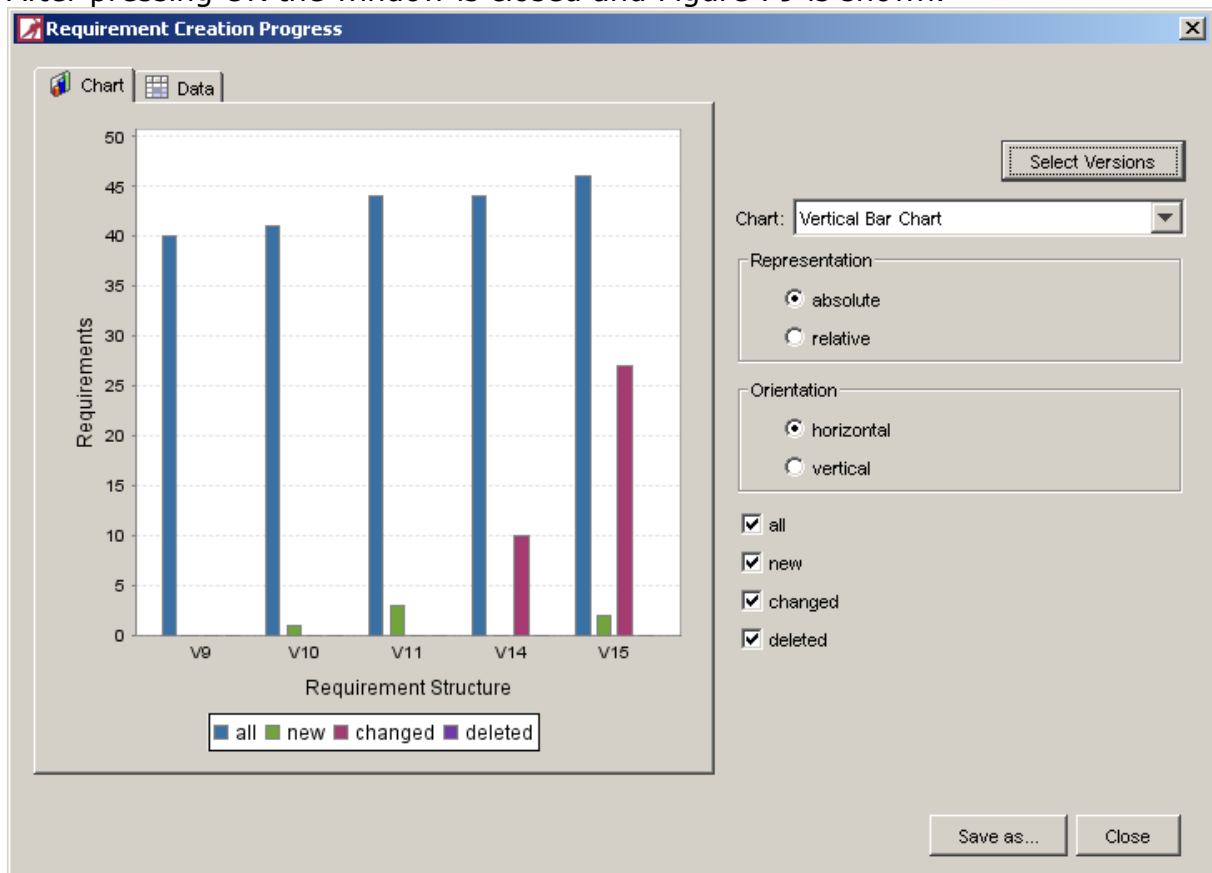 After pressing OK the window is closed and Figure 79 is shown.
Requirement Creation Progress
Chart Data
Select Versions
Chart: Vertical Bar Chart
Representation
absolute
relative
Orientation
horizontal
vertical
all
new
changed
deleted
50
45
40
35
30
25
20
15
10
5
0
Requirements
V9 V10 V11 V14 V15
Requirement Structure
all new changed deleted
Save as... Close